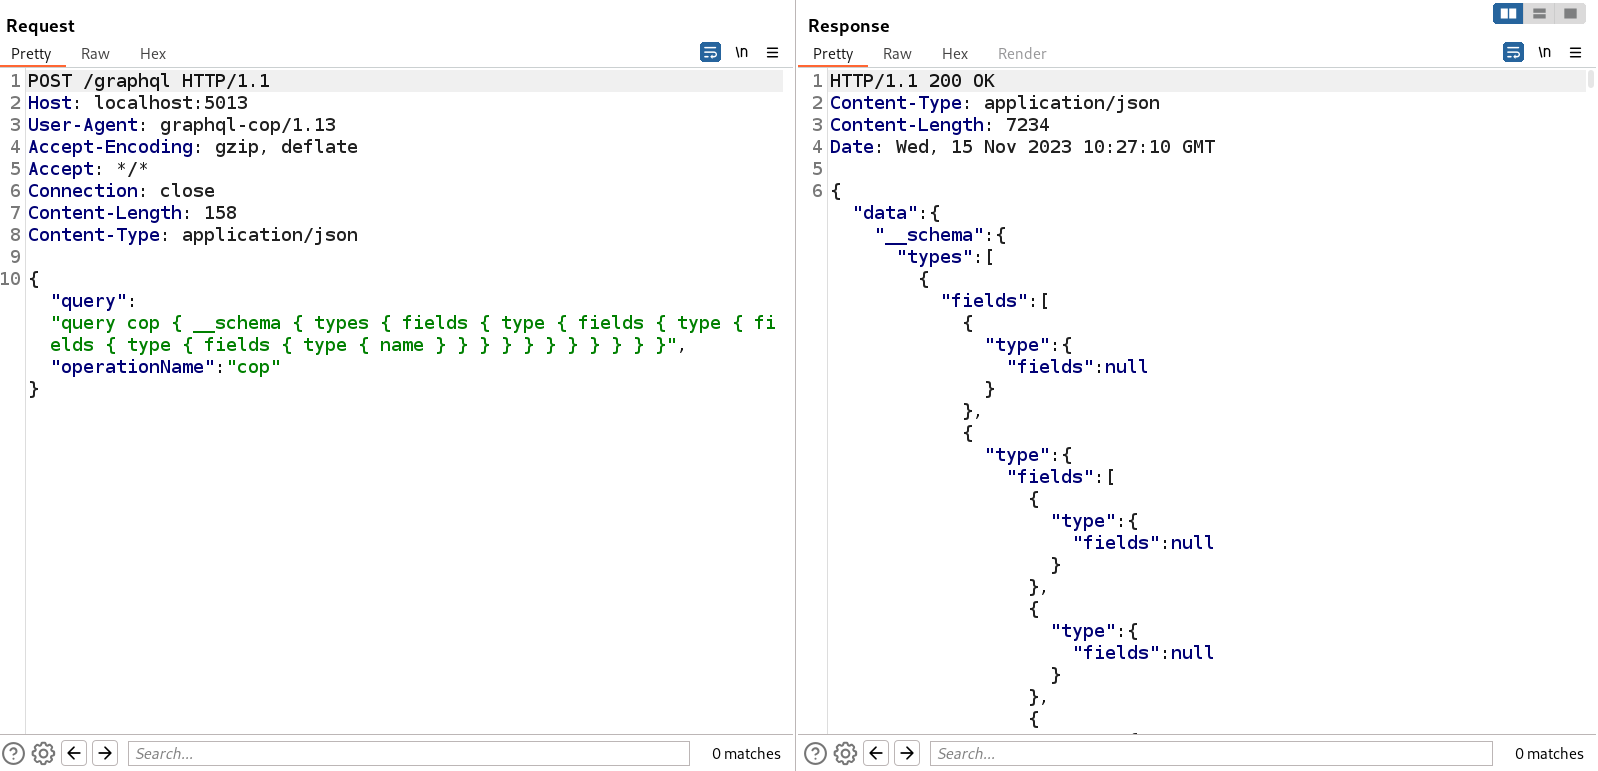 Request
Pretty Raw Hex \n
1 POST /graphql HTTP/1.1
2 Host: localhost:5013
3 User-Agent: graphql-cop/1.13
4 Accept-Encoding: gzip, deflate
5 Accept: */*
6 Connection: close
7 Content-Length: 158
8 Content-Type: application/json
9
10 {
"query":
"query cop { __schema { types { fields { type { fields { type { fi
elds { type { fields { type { name } } } } } } } } } }",
"operationName":"cop"
}
? Search... 0 matches
Response
Pretty Raw Hex Render \n
1 HTTP/1.1 200 OK
2 Content-Type: application/json
3 Content-Length: 7234
4 Date: Wed, 15 Nov 2023 10:27:10 GMT
5
6 {
"data":{
"__schema":{
"types":[
{
"fields":[
{
"type":{
"fields":null
}
},
{
"type":{
"fields":[
{
"type":{
"fields":null
}
},
{
"type":{
"fields":null
}
},
{
? Search... 0 matches